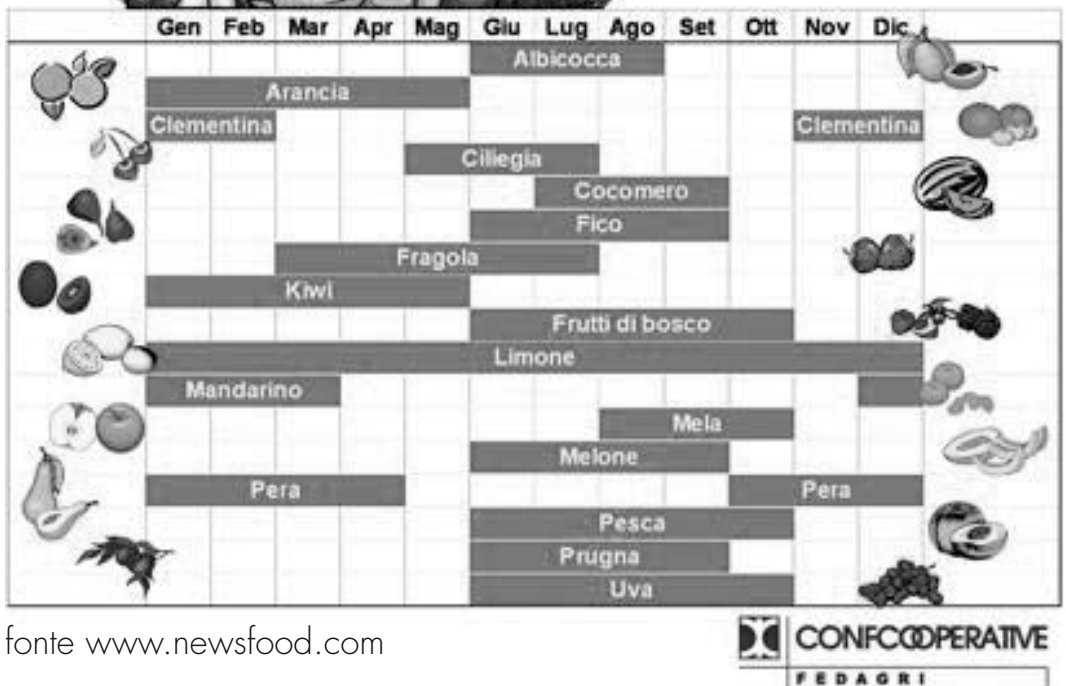 Gen Feb Mar Apr Mag Giu Lug Ago Set Ott Nov Dic
Albicocca
Arancia
Clementina Clementina
Ciliegia
Cocomero
Fico
Fragola
Kiwi
Frutti di bosco
Limone
Mandarino
Mela
Melone
Pera Pera
Pesca
Prugna
Uva
fonte www.newsfood.com
CONFCOOPERATIVE
FEDAGRI